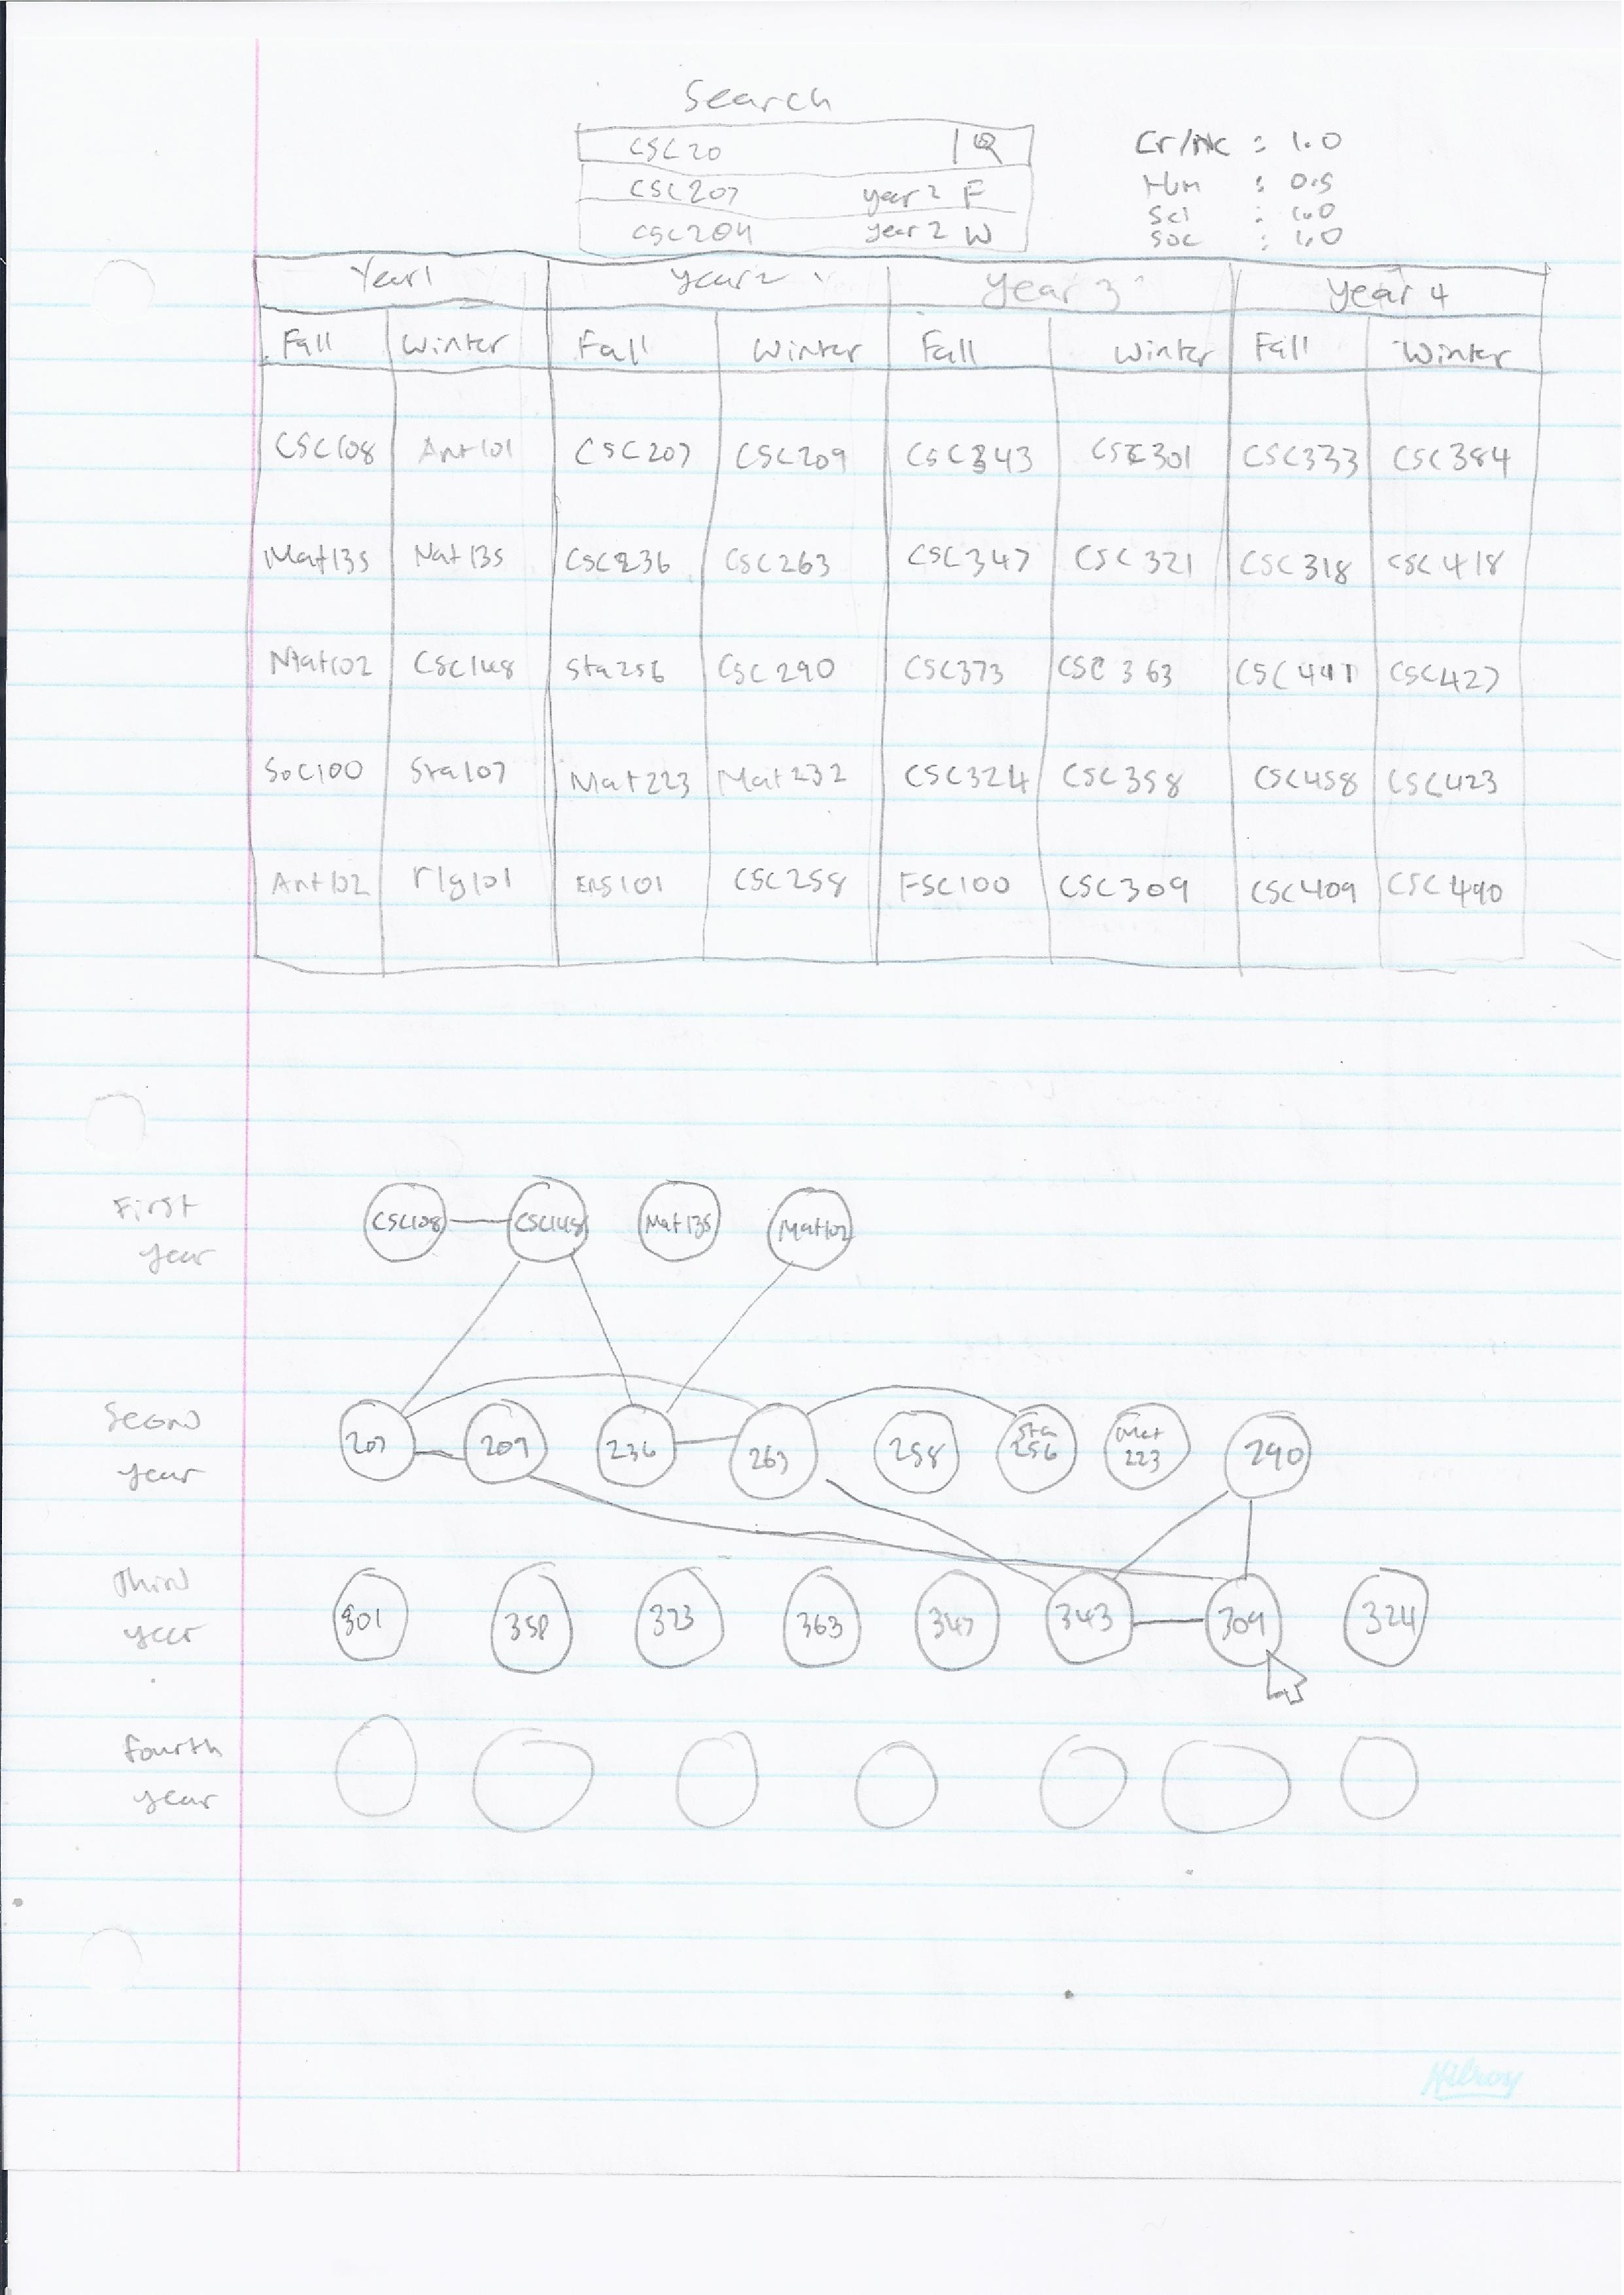 Search
CSC20
CSC207 year 2 F
CSC209 year 2 W
Cr/Nc : 1.0
Hum : 0.5
Sci : 1.0
Soc : 1.0
Year 1 Year 2 Year 3 Year 4
Fall Winter Fall Winter Fall Winter Fall Winter
CSC108 Ant101 CSC207 CSC209 CSC343 CSC301 CSC333 CSC384
Mat135 Mat135 CSC236 CSC263 CSC347 CSC321 CSC318 CSC418
Mat102 CSC148 Sta256 CSC290 CSC373 CSC363 CSC427
Soc100 Sta107 Mat223 Mat232 CSC324 CSC358 CSC458 CSC423
Ant102 rlg101 CSC258 FSC100 CSC309 CSC409 CSC490
First
year
CSC108 CSC148 Mat135 Mat102
Second
year
207 209 236 263 258 Sta
256 Mat
223 290
Third
year
301 358 373 363 347 343 309 324
fourth
year
Hilroy